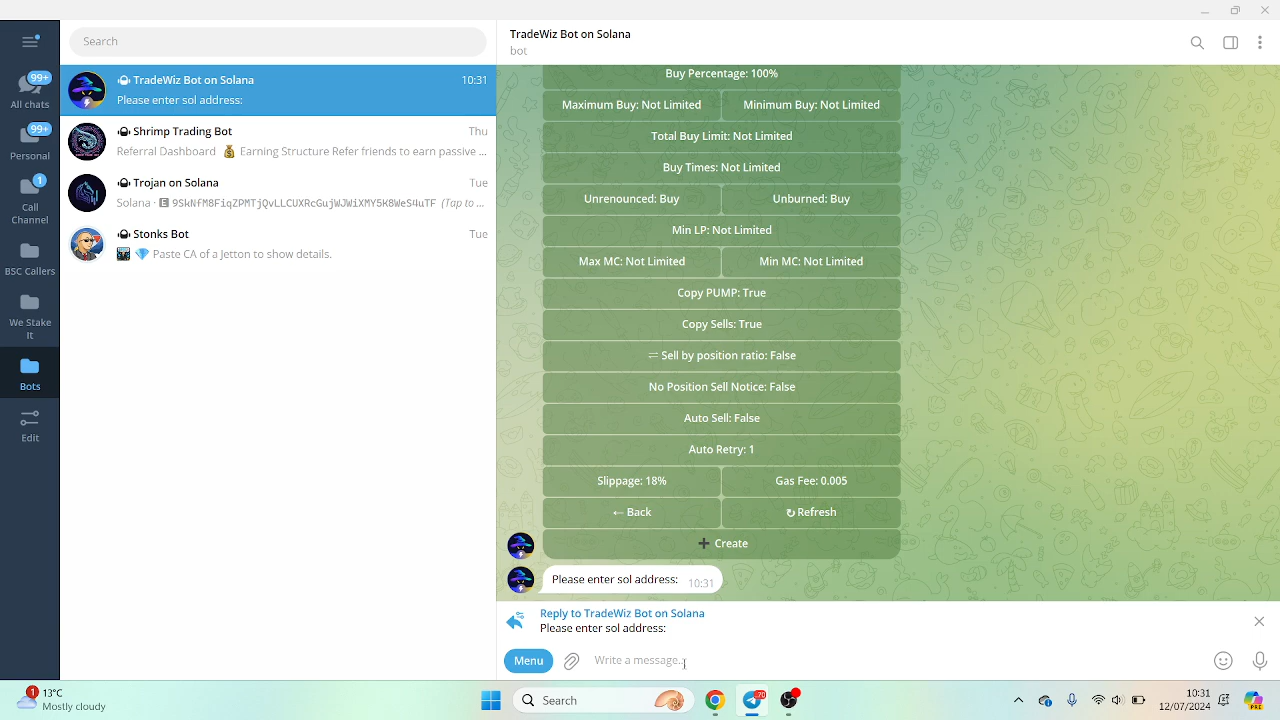 Search
TradeWiz Bot on Solana
bot
99+
All chats
99+
Personal
1
Call
Channel
BSC Callers
We Stake
It
Bots
Edit
TradeWiz Bot on Solana 10:31
Please enter sol address:
Shrimp Trading Bot Thu
Referral Dashboard 💰 Earning Structure Refer friends to earn passive ...
Trojan on Solana Tue
Solana · 🅴 9SkNfM8FiqZPMTjQvLLCUXRcGujWJWiXMY5K8WeS4uTF (Tap to ...
Stonks Bot Tue
💎 Paste CA of a Jetton to show details.
Buy Percentage: 100%
Maximum Buy: Not Limited Minimum Buy: Not Limited
Total Buy Limit: Not Limited
Buy Times: Not Limited
Unrenounced: Buy Unburned: Buy
Min LP: Not Limited
Max MC: Not Limited Min MC: Not Limited
Copy PUMP: True
Copy Sells: True
⇌ Sell by position ratio: False
No Position Sell Notice: False
Auto Sell: False
Auto Retry: 1
Slippage: 18% Gas Fee: 0.005
← Back ↻ Refresh
➕ Create
Please enter sol address: 10:31
Reply to TradeWiz Bot on Solana
Please enter sol address:
Menu Write a message...
1
13°C
Mostly cloudy
Search
70
10:31
12/07/2024
PRE